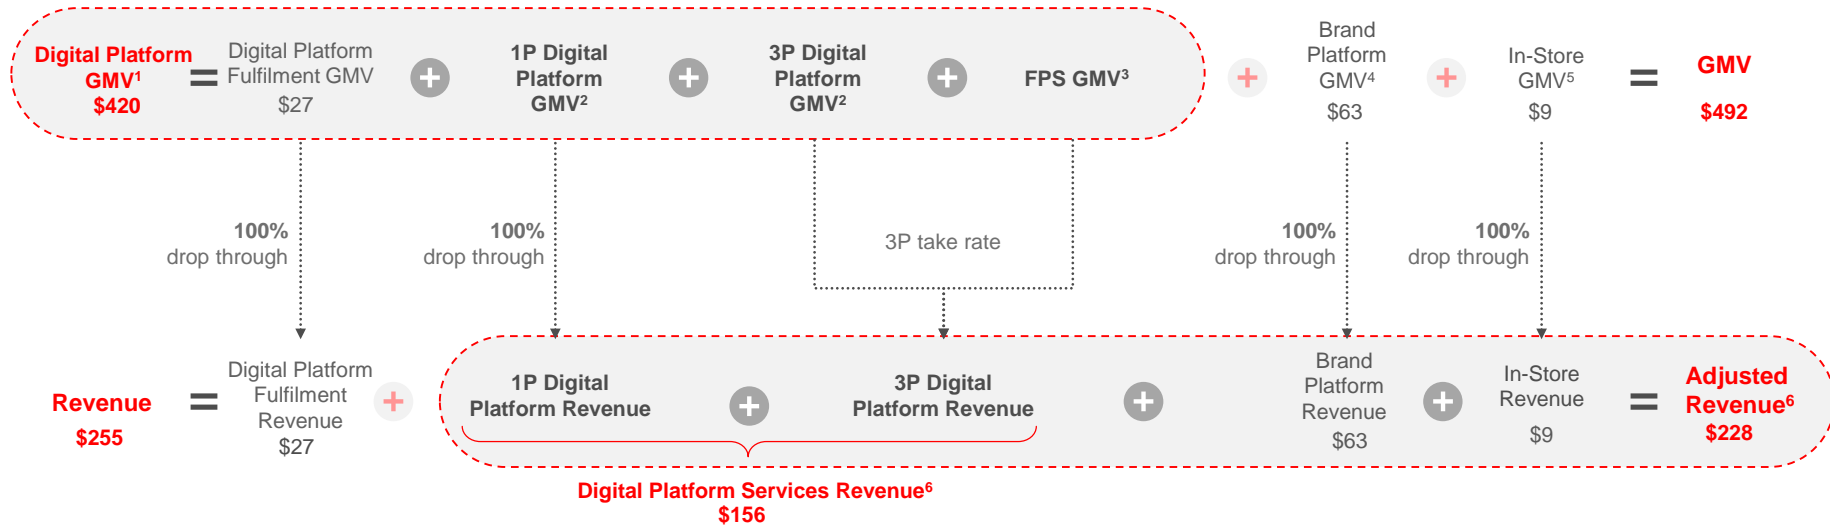 Digital Platform
GMV¹
$420
=
Digital Platform
Fulfilment GMV
$27
+
1P Digital
Platform
GMV²
+
3P Digital
Platform
GMV²
+
FPS GMV³
+
Brand
Platform
GMV⁴
$63
+
In-Store
GMV⁵
$9
=
GMV
$492
100%
drop through
100%
drop through
3P take rate
100%
drop through
100%
drop through
Revenue
$255
=
Digital Platform
Fulfilment
Revenue
$27
+
1P Digital
Platform Revenue
+
3P Digital
Platform Revenue
+
Brand
Platform
Revenue
$63
+
In-Store
Revenue
$9
=
Adjusted
Revenue⁶
$228
Digital Platform Services Revenue⁶
$156